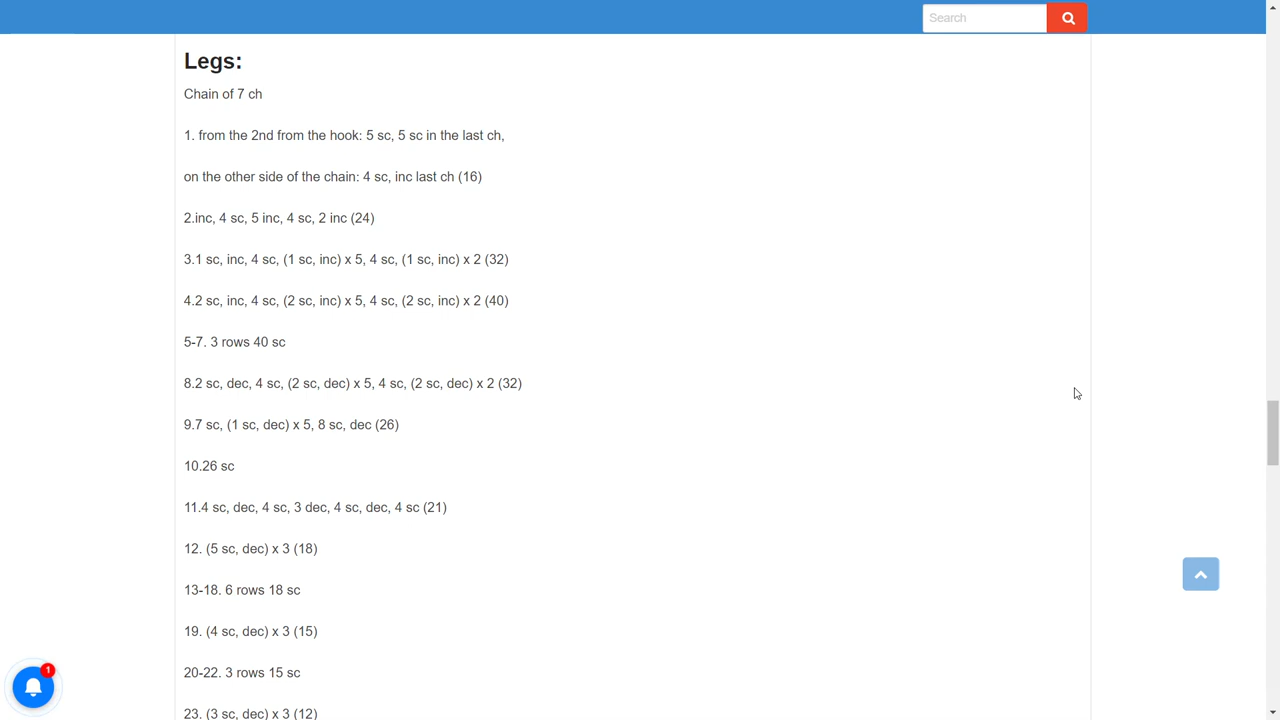 Search
Legs:
Chain of 7 ch
1. from the 2nd from the hook: 5 sc, 5 sc in the last ch,
on the other side of the chain: 4 sc, inc last ch (16)
2.inc, 4 sc, 5 inc, 4 sc, 2 inc (24)
3.1 sc, inc, 4 sc, (1 sc, inc) x 5, 4 sc, (1 sc, inc) x 2 (32)
4.2 sc, inc, 4 sc, (2 sc, inc) x 5, 4 sc, (2 sc, inc) x 2 (40)
5-7. 3 rows 40 sc
8.2 sc, dec, 4 sc, (2 sc, dec) x 5, 4 sc, (2 sc, dec) x 2 (32)
9.7 sc, (1 sc, dec) x 5, 8 sc, dec (26)
10.26 sc
11.4 sc, dec, 4 sc, 3 dec, 4 sc, dec, 4 sc (21)
12. (5 sc, dec) x 3 (18)
13-18. 6 rows 18 sc
19. (4 sc, dec) x 3 (15)
20-22. 3 rows 15 sc
1
23. (3 sc, dec) x 3 (12)